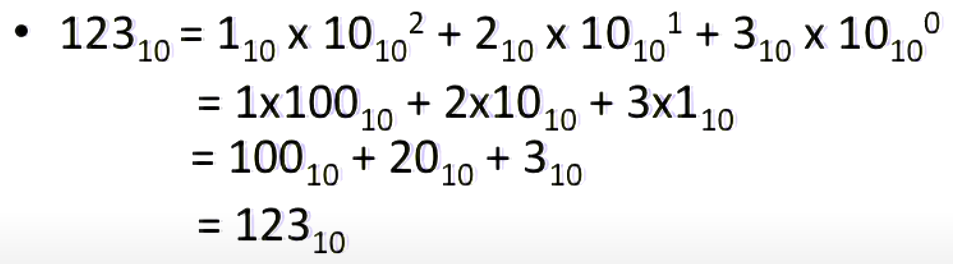 • 123₁₀ = 1₁₀ x 10₁₀² + 2₁₀ x 10₁₀¹ + 3₁₀ x 10₁₀⁰
= 1x100₁₀ + 2x10₁₀ + 3x1₁₀
= 100₁₀ + 20₁₀ + 3₁₀
= 123₁₀